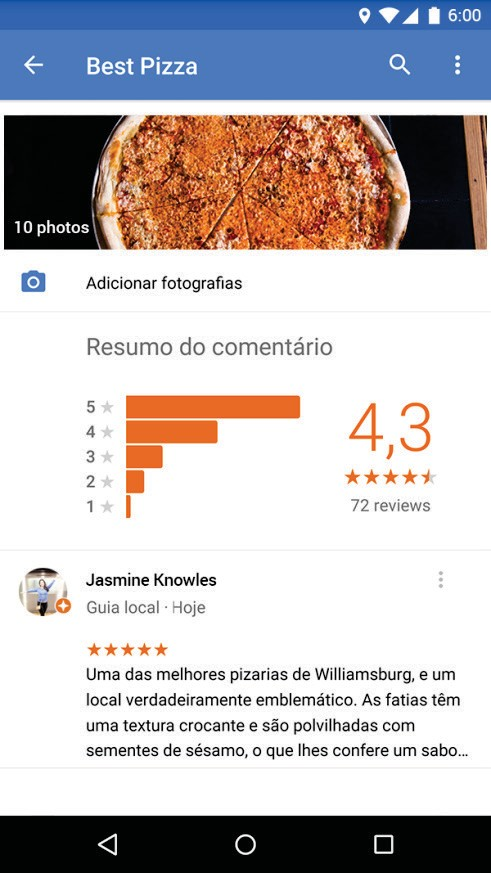 6:00
Best Pizza
10 photos
Adicionar fotografias
Resumo do comentário
5
4
3
2
1
4,3
72 reviews
Jasmine Knowles
Guia local · Hoje
Uma das melhores pizarias de Williamsburg, e um
local verdadeiramente emblemático. As fatias têm
uma textura crocante e são polvilhadas com
sementes de sésamo, o que lhes confere um sabo...